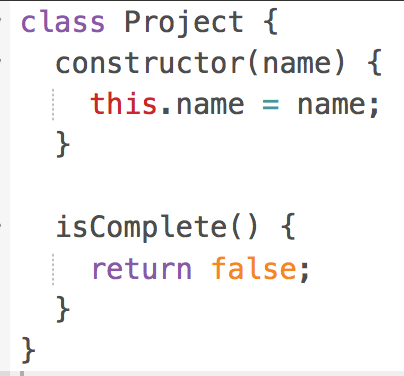 class Project {
  constructor(name) {
    this.name = name;
  }

  isComplete() {
    return false;
  }
}